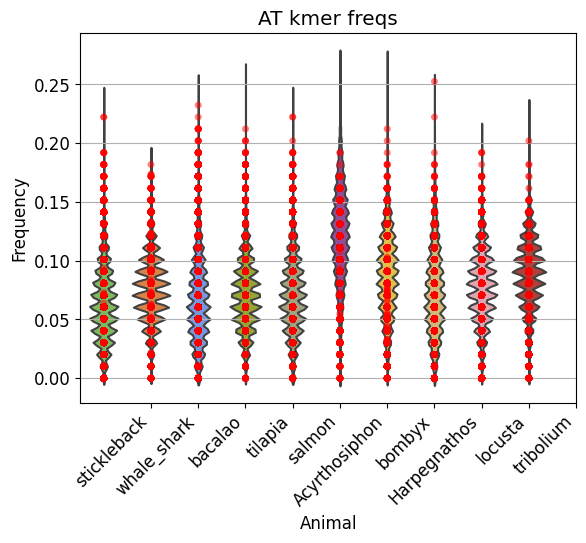 AT kmer freqs
Frequency
0.25
0.20
0.15
0.10
0.05
0.00
stickleback
whale_shark
bacalao
tilapia
salmon
Acyrthosiphon
bombyx
Harpegnathos
locusta
tribolium
Animal